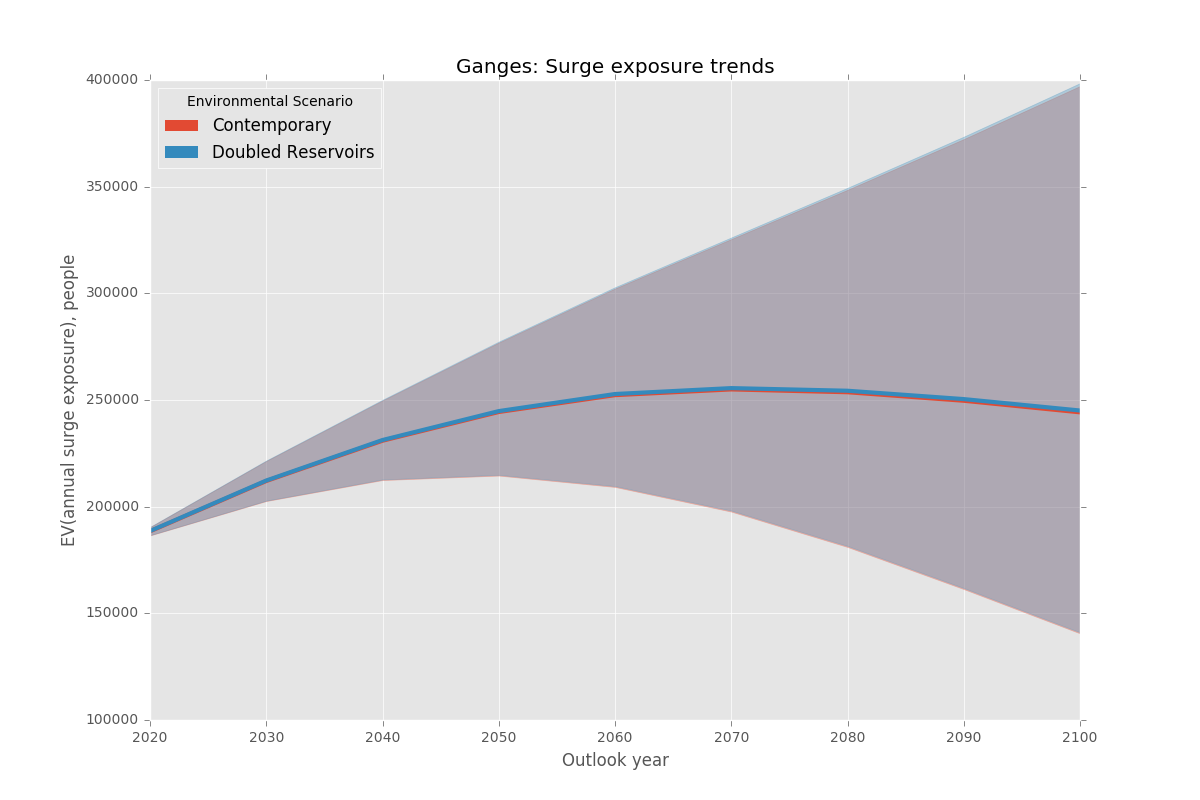 Ganges: Surge exposure trends
Environmental Scenario
Contemporary
Doubled Reservoirs
400000
350000
300000
250000
200000
150000
100000
EV(annual surge exposure), people
2020 2030 2040 2050 2060 2070 2080 2090 2100
Outlook year